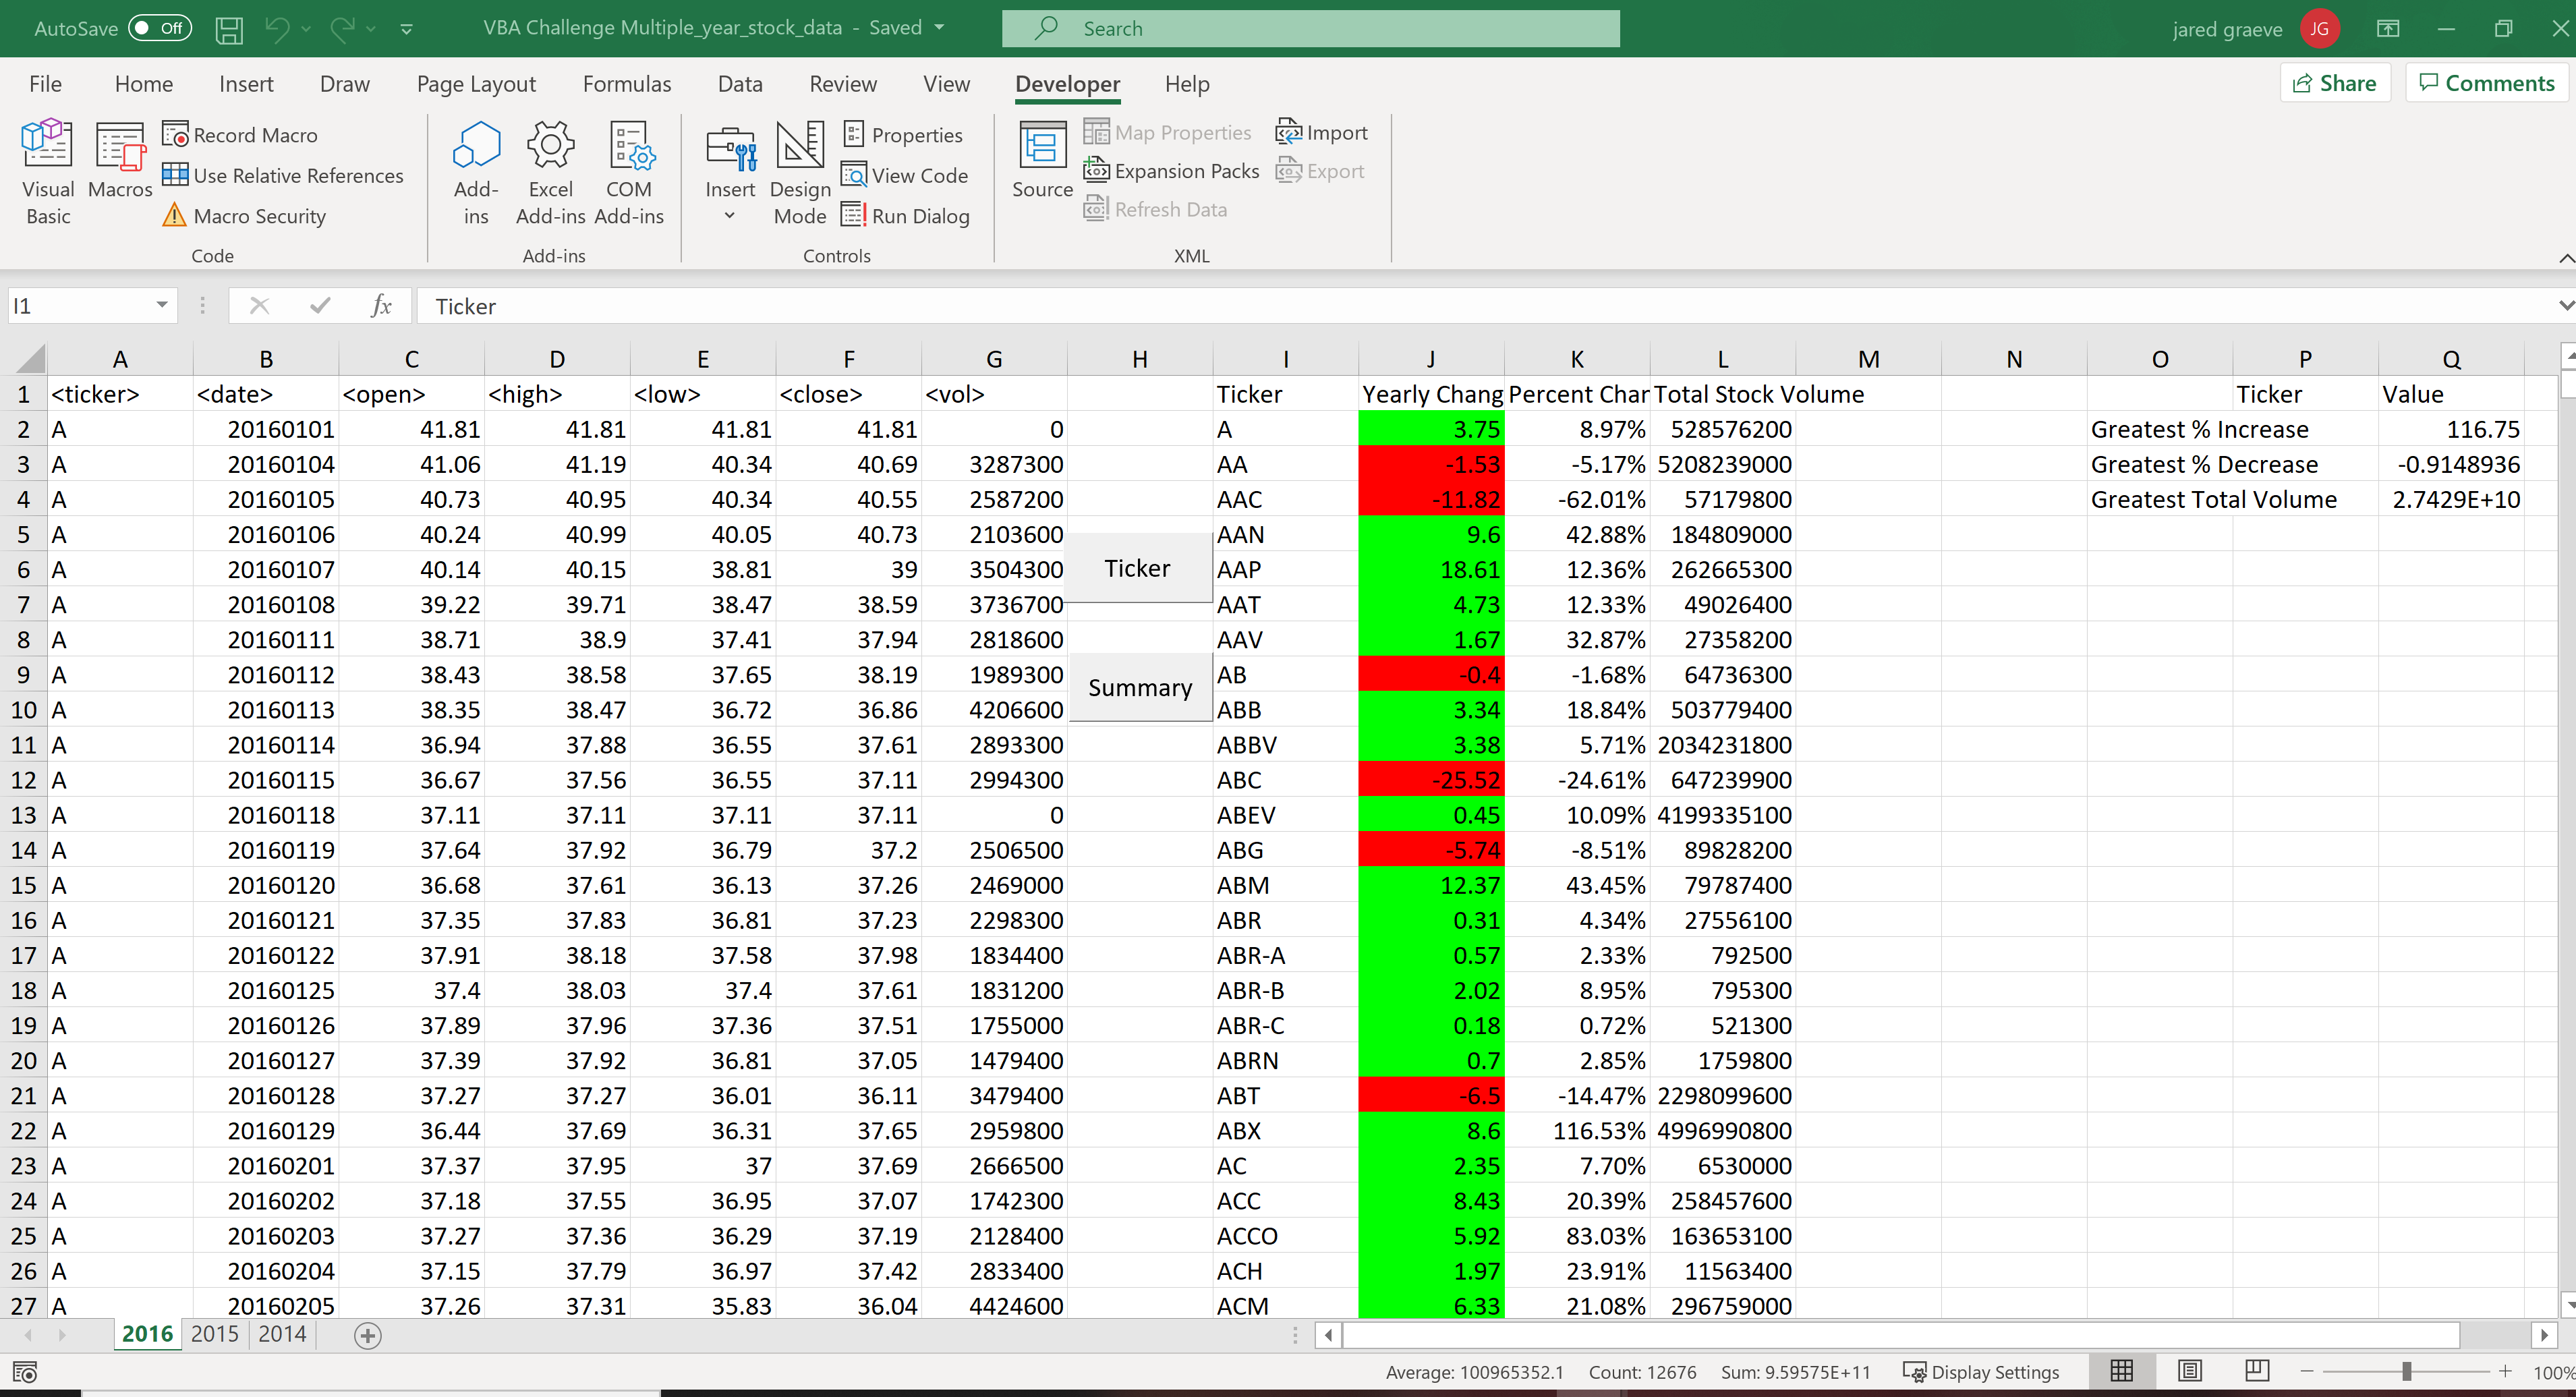 AutoSave Off VBA Challenge Multiple_year_stock_data - Saved Search jared graeve JG
File Home Insert Draw Page Layout Formulas Data Review View Developer Help Share Comments
Visual Basic Macros Record Macro Use Relative References Macro Security
Add-ins Excel Add-ins COM Add-ins
Insert Design Mode Properties View Code Run Dialog
Source Map Properties Expansion Packs Refresh Data Import Export
Code Add-ins Controls XML
I1 fx Ticker
A B C D E F G H I J K L M N O P Q
1 <ticker> <date> <open> <high> <low> <close> <vol> Ticker Yearly Chang Percent Char Total Stock Volume Ticker Value
2 A 20160101 41.81 41.81 41.81 41.81 0 A 3.75 8.97% 528576200 Greatest % Increase 116.75
3 A 20160104 41.06 41.19 40.34 40.69 3287300 AA -1.53 -5.17% 5208239000 Greatest % Decrease -0.9148936
4 A 20160105 40.73 40.95 40.34 40.55 2587200 AAC -11.82 -62.01% 57179800 Greatest Total Volume 2.7429E+10
5 A 20160106 40.24 40.99 40.05 40.73 2103600 AAN 9.6 42.88% 184809000
6 A 20160107 40.14 40.15 38.81 39 3504300 Ticker AAP 18.61 12.36% 262665300
7 A 20160108 39.22 39.71 38.47 38.59 3736700 AAT 4.73 12.33% 49026400
8 A 20160111 38.71 38.9 37.41 37.94 2818600 AAV 1.67 32.87% 27358200
9 A 20160112 38.43 38.58 37.65 38.19 1989300 Summary AB -0.4 -1.68% 64736300
10 A 20160113 38.35 38.47 36.72 36.86 4206600 ABB 3.34 18.84% 503779400
11 A 20160114 36.94 37.88 36.55 37.61 2893300 ABBV 3.38 5.71% 2034231800
12 A 20160115 36.67 37.56 36.55 37.11 2994300 ABC -25.52 -24.61% 647239900
13 A 20160118 37.11 37.11 37.11 37.11 0 ABEV 0.45 10.09% 4199335100
14 A 20160119 37.64 37.92 36.79 37.2 2506500 ABG -5.74 -8.51% 89828200
15 A 20160120 36.68 37.61 36.13 37.26 2469000 ABM 12.37 43.45% 79787400
16 A 20160121 37.35 37.83 36.81 37.23 2298300 ABR 0.31 4.34% 27556100
17 A 20160122 37.91 38.18 37.58 37.98 1834400 ABR-A 0.57 2.33% 792500
18 A 20160125 37.4 38.03 37.4 37.61 1831200 ABR-B 2.02 8.95% 795300
19 A 20160126 37.89 37.96 37.36 37.51 1755000 ABR-C 0.18 0.72% 521300
20 A 20160127 37.39 37.92 36.81 37.05 1479400 ABRN 0.7 2.85% 1759800
21 A 20160128 37.27 37.27 36.01 36.11 3479400 ABT -6.5 -14.47% 2298099600
22 A 20160129 36.44 37.69 36.31 37.65 2959800 ABX 8.6 116.53% 4996990800
23 A 20160201 37.37 37.95 37 37.69 2666500 AC 2.35 7.70% 6530000
24 A 20160202 37.18 37.55 36.95 37.07 1742300 ACC 8.43 20.39% 258457600
25 A 20160203 37.27 37.36 36.29 37.19 2128400 ACCO 5.92 83.03% 163653100
26 A 20160204 37.15 37.79 36.97 37.42 2833400 ACH 1.97 23.91% 11563400
27 A 20160205 37.26 37.31 35.83 36.04 4424600 ACM 6.33 21.08% 296759000
2016 2015 2014
Average: 100965352.1 Count: 12676 Sum: 9.59575E+11 Display Settings 100%